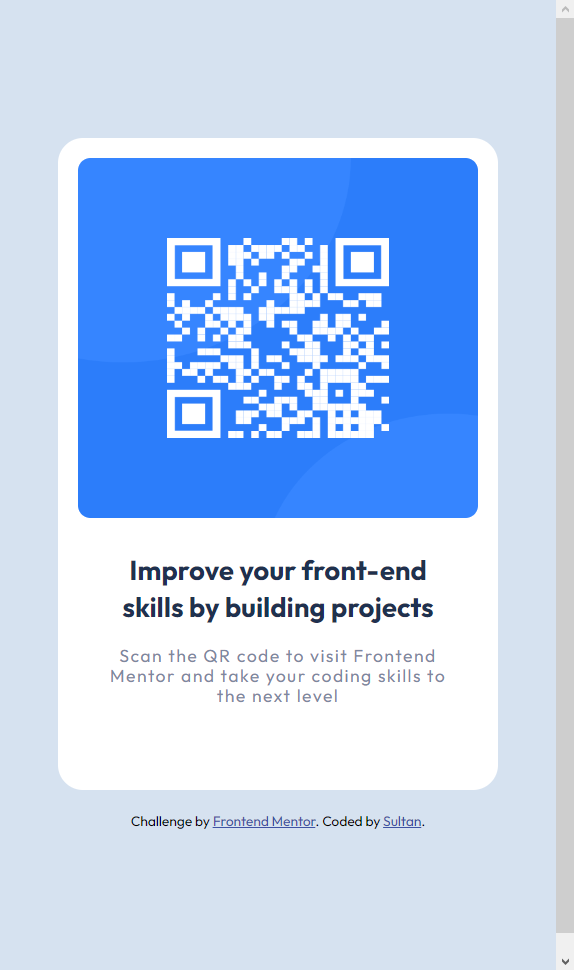 Improve your front-end
skills by building projects
Scan the QR code to visit Frontend
Mentor and take your coding skills to
the next level
Challenge by Frontend Mentor. Coded by Sultan.